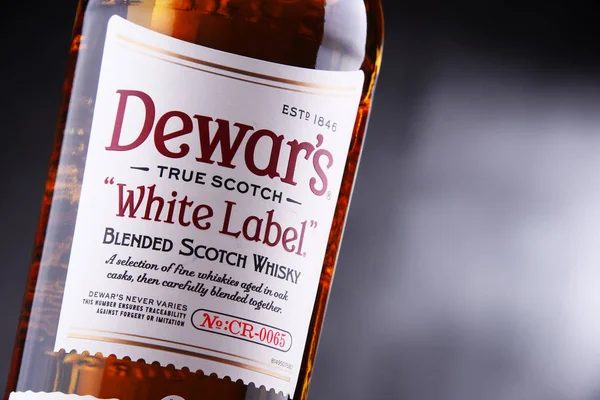 ESTD 1846
Dewar's
TRUE SCOTCH
"White Label"
BLENDED SCOTCH WHISKY
A selection of fine whiskies aged in oak
casks, then carefully blended together.
DEWAR'S NEVER VARIES
THIS NUMBER ENSURES TRACEABILITY
AGAINST FORGERY OR IMITATION
No:CR-0065